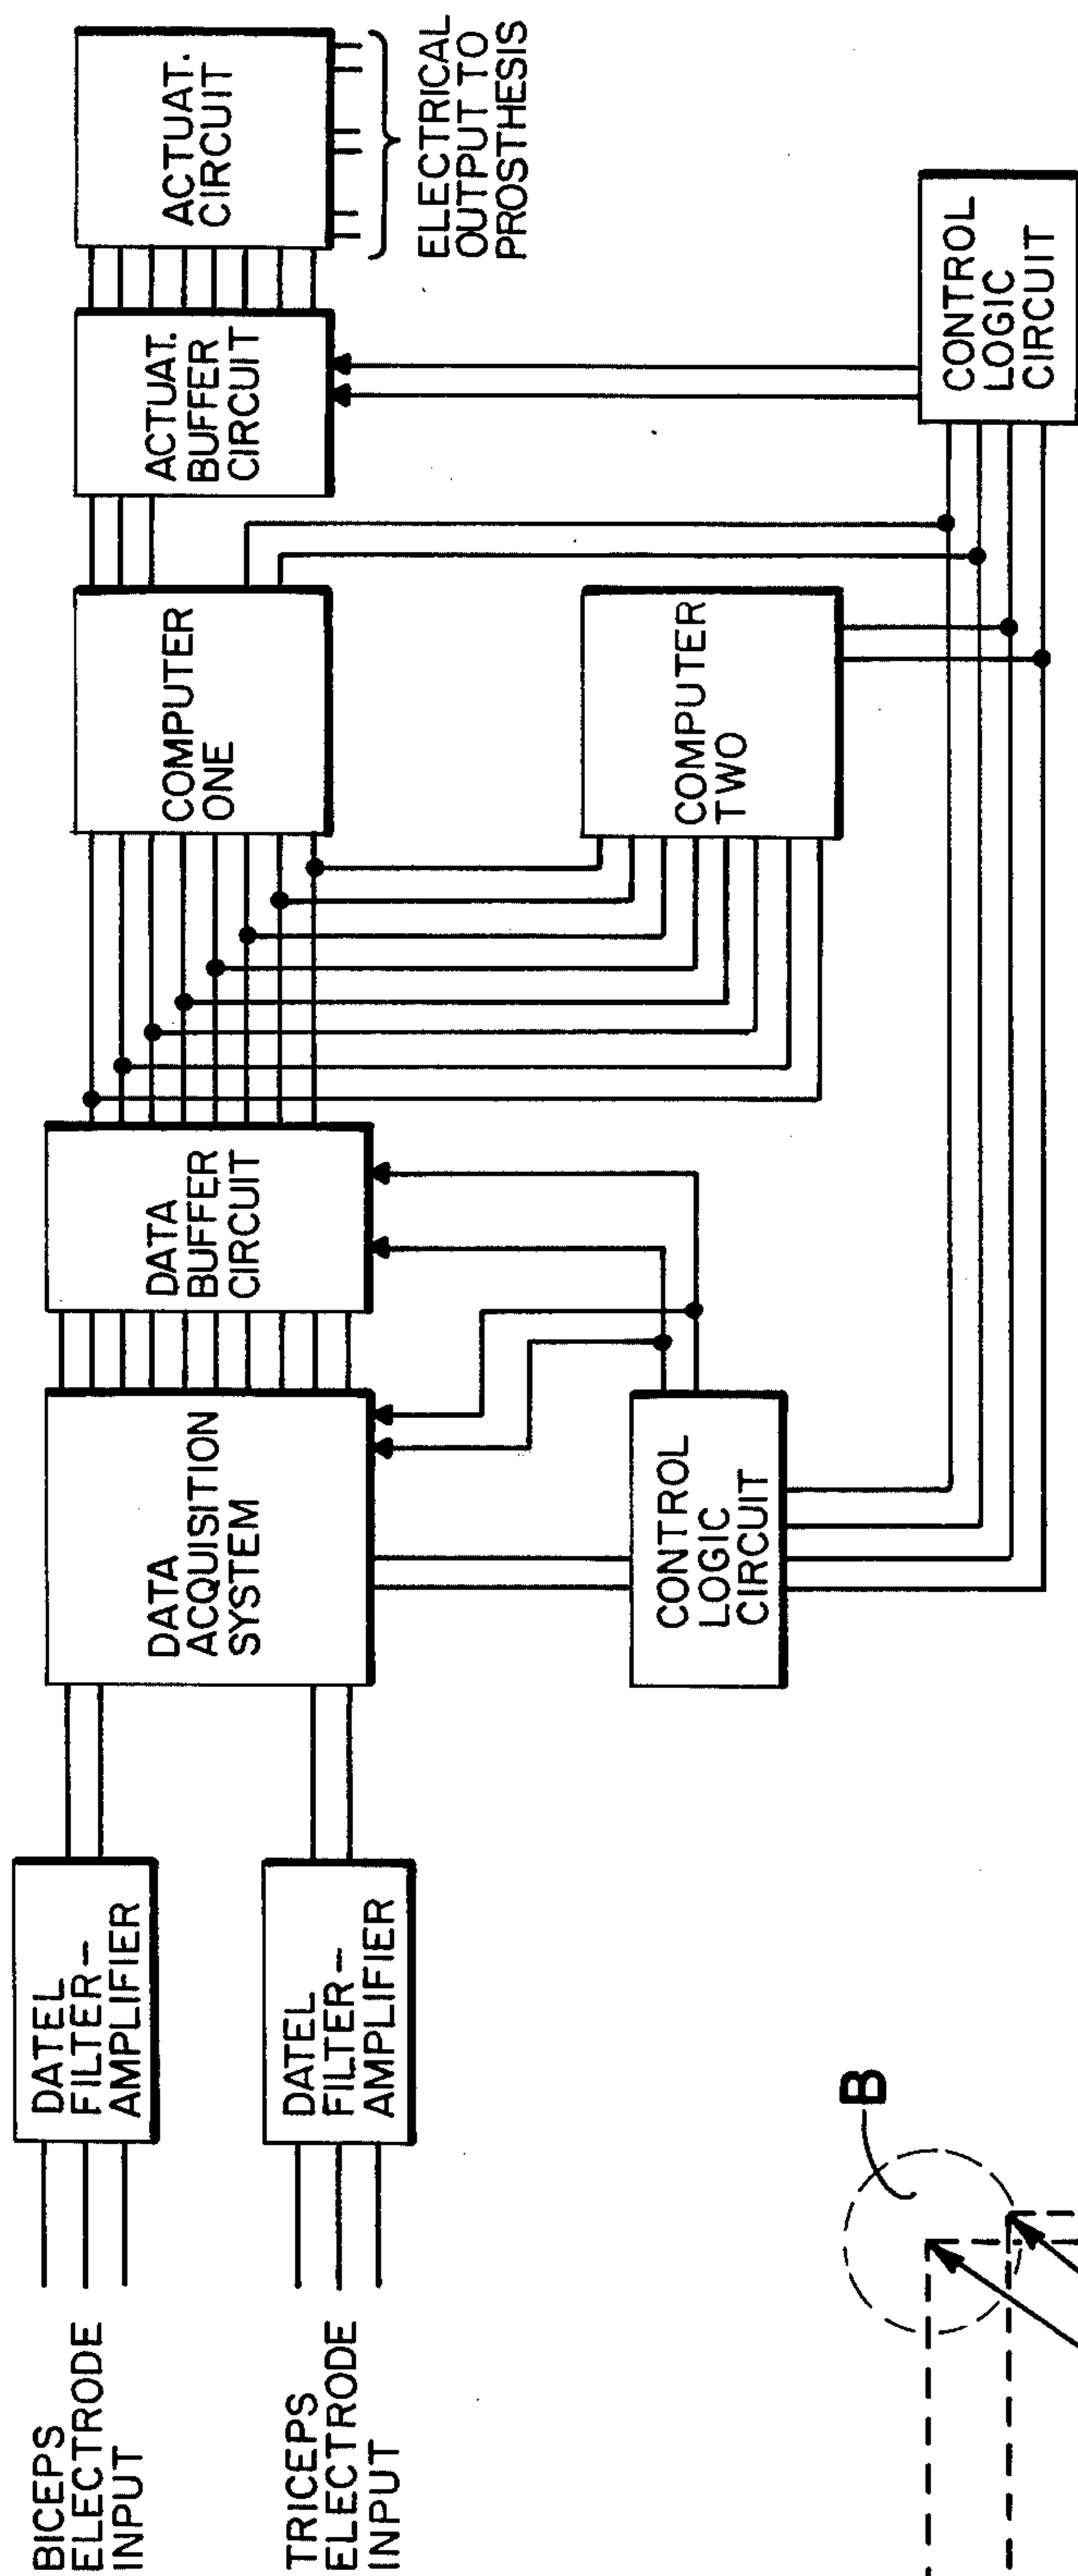 BICEPS
ELECTRODE
INPUT
TRICEPS
ELECTRODE
INPUT
DATEL
FILTER–
AMPLIFIER
DATEL
FILTER–
AMPLIFIER
DATA
ACQUISITION
SYSTEM
CONTROL
LOGIC
CIRCUIT
DATA
BUFFER
CIRCUIT
COMPUTER
ONE
COMPUTER
TWO
ACTUAT.
BUFFER
CIRCUIT
ACTUAT.
CIRCUIT
ELECTRICAL
OUTPUT TO
PROSTHESIS
CONTROL
LOGIC
CIRCUIT
B